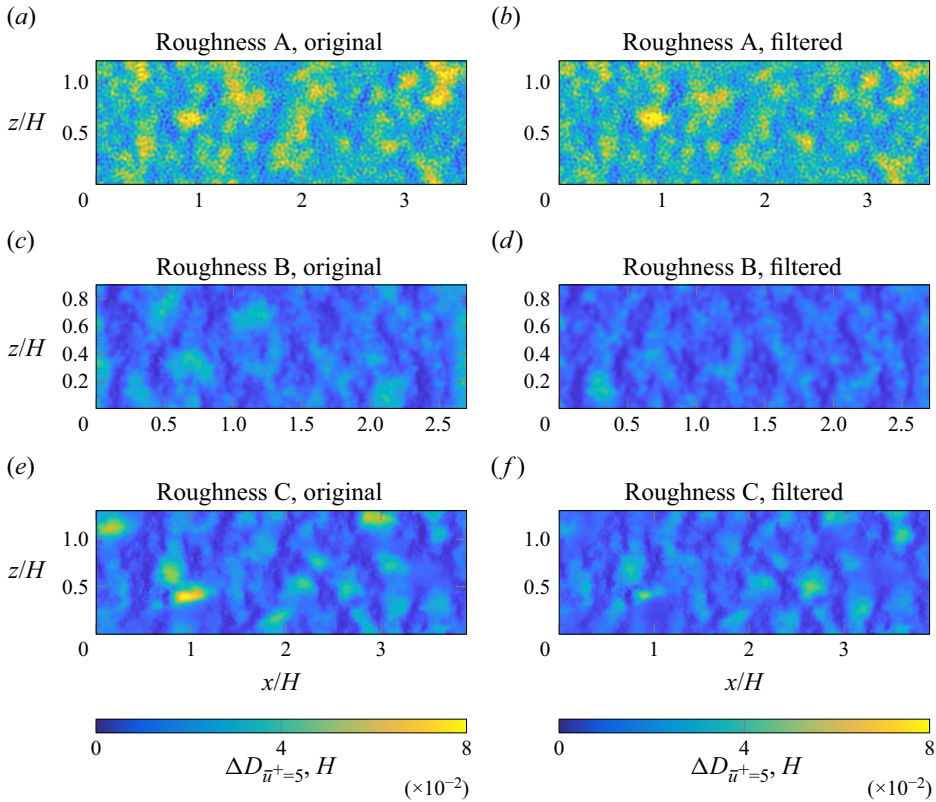 (a)
(b)
Roughness A, original
Roughness A, filtered
1.0
0.5
z/H
0
1
2
3
1.0
0.5
0
1
2
3
(c)
(d)
Roughness B, original
Roughness B, filtered
0.8
0.6
0.4
0.2
z/H
0
0.5
1.0
1.5
2.0
2.5
0.8
0.6
0.4
0.2
0
0.5
1.0
1.5
2.0
2.5
(e)
(f)
Roughness C, original
Roughness C, filtered
1.0
0.5
z/H
0
1
2
3
x/H
1.0
0.5
0
1
2
3
x/H
0
4
8
ΔD_{ū⁺=5}, H
(×10⁻²)
0
4
8
ΔD_{ū⁺=5}, H
(×10⁻²)